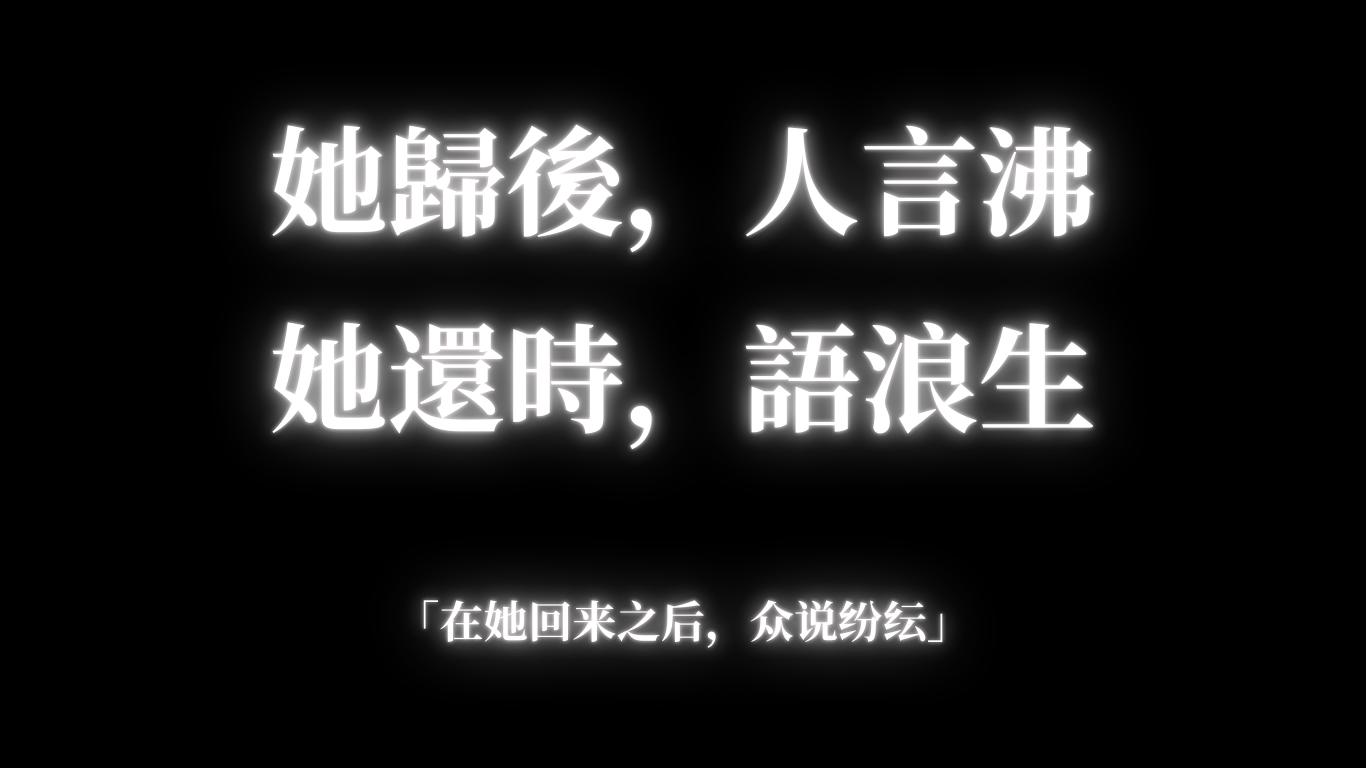 她歸後，人言沸
她還時，語浪生
「在她回来之后，众说纷纭」